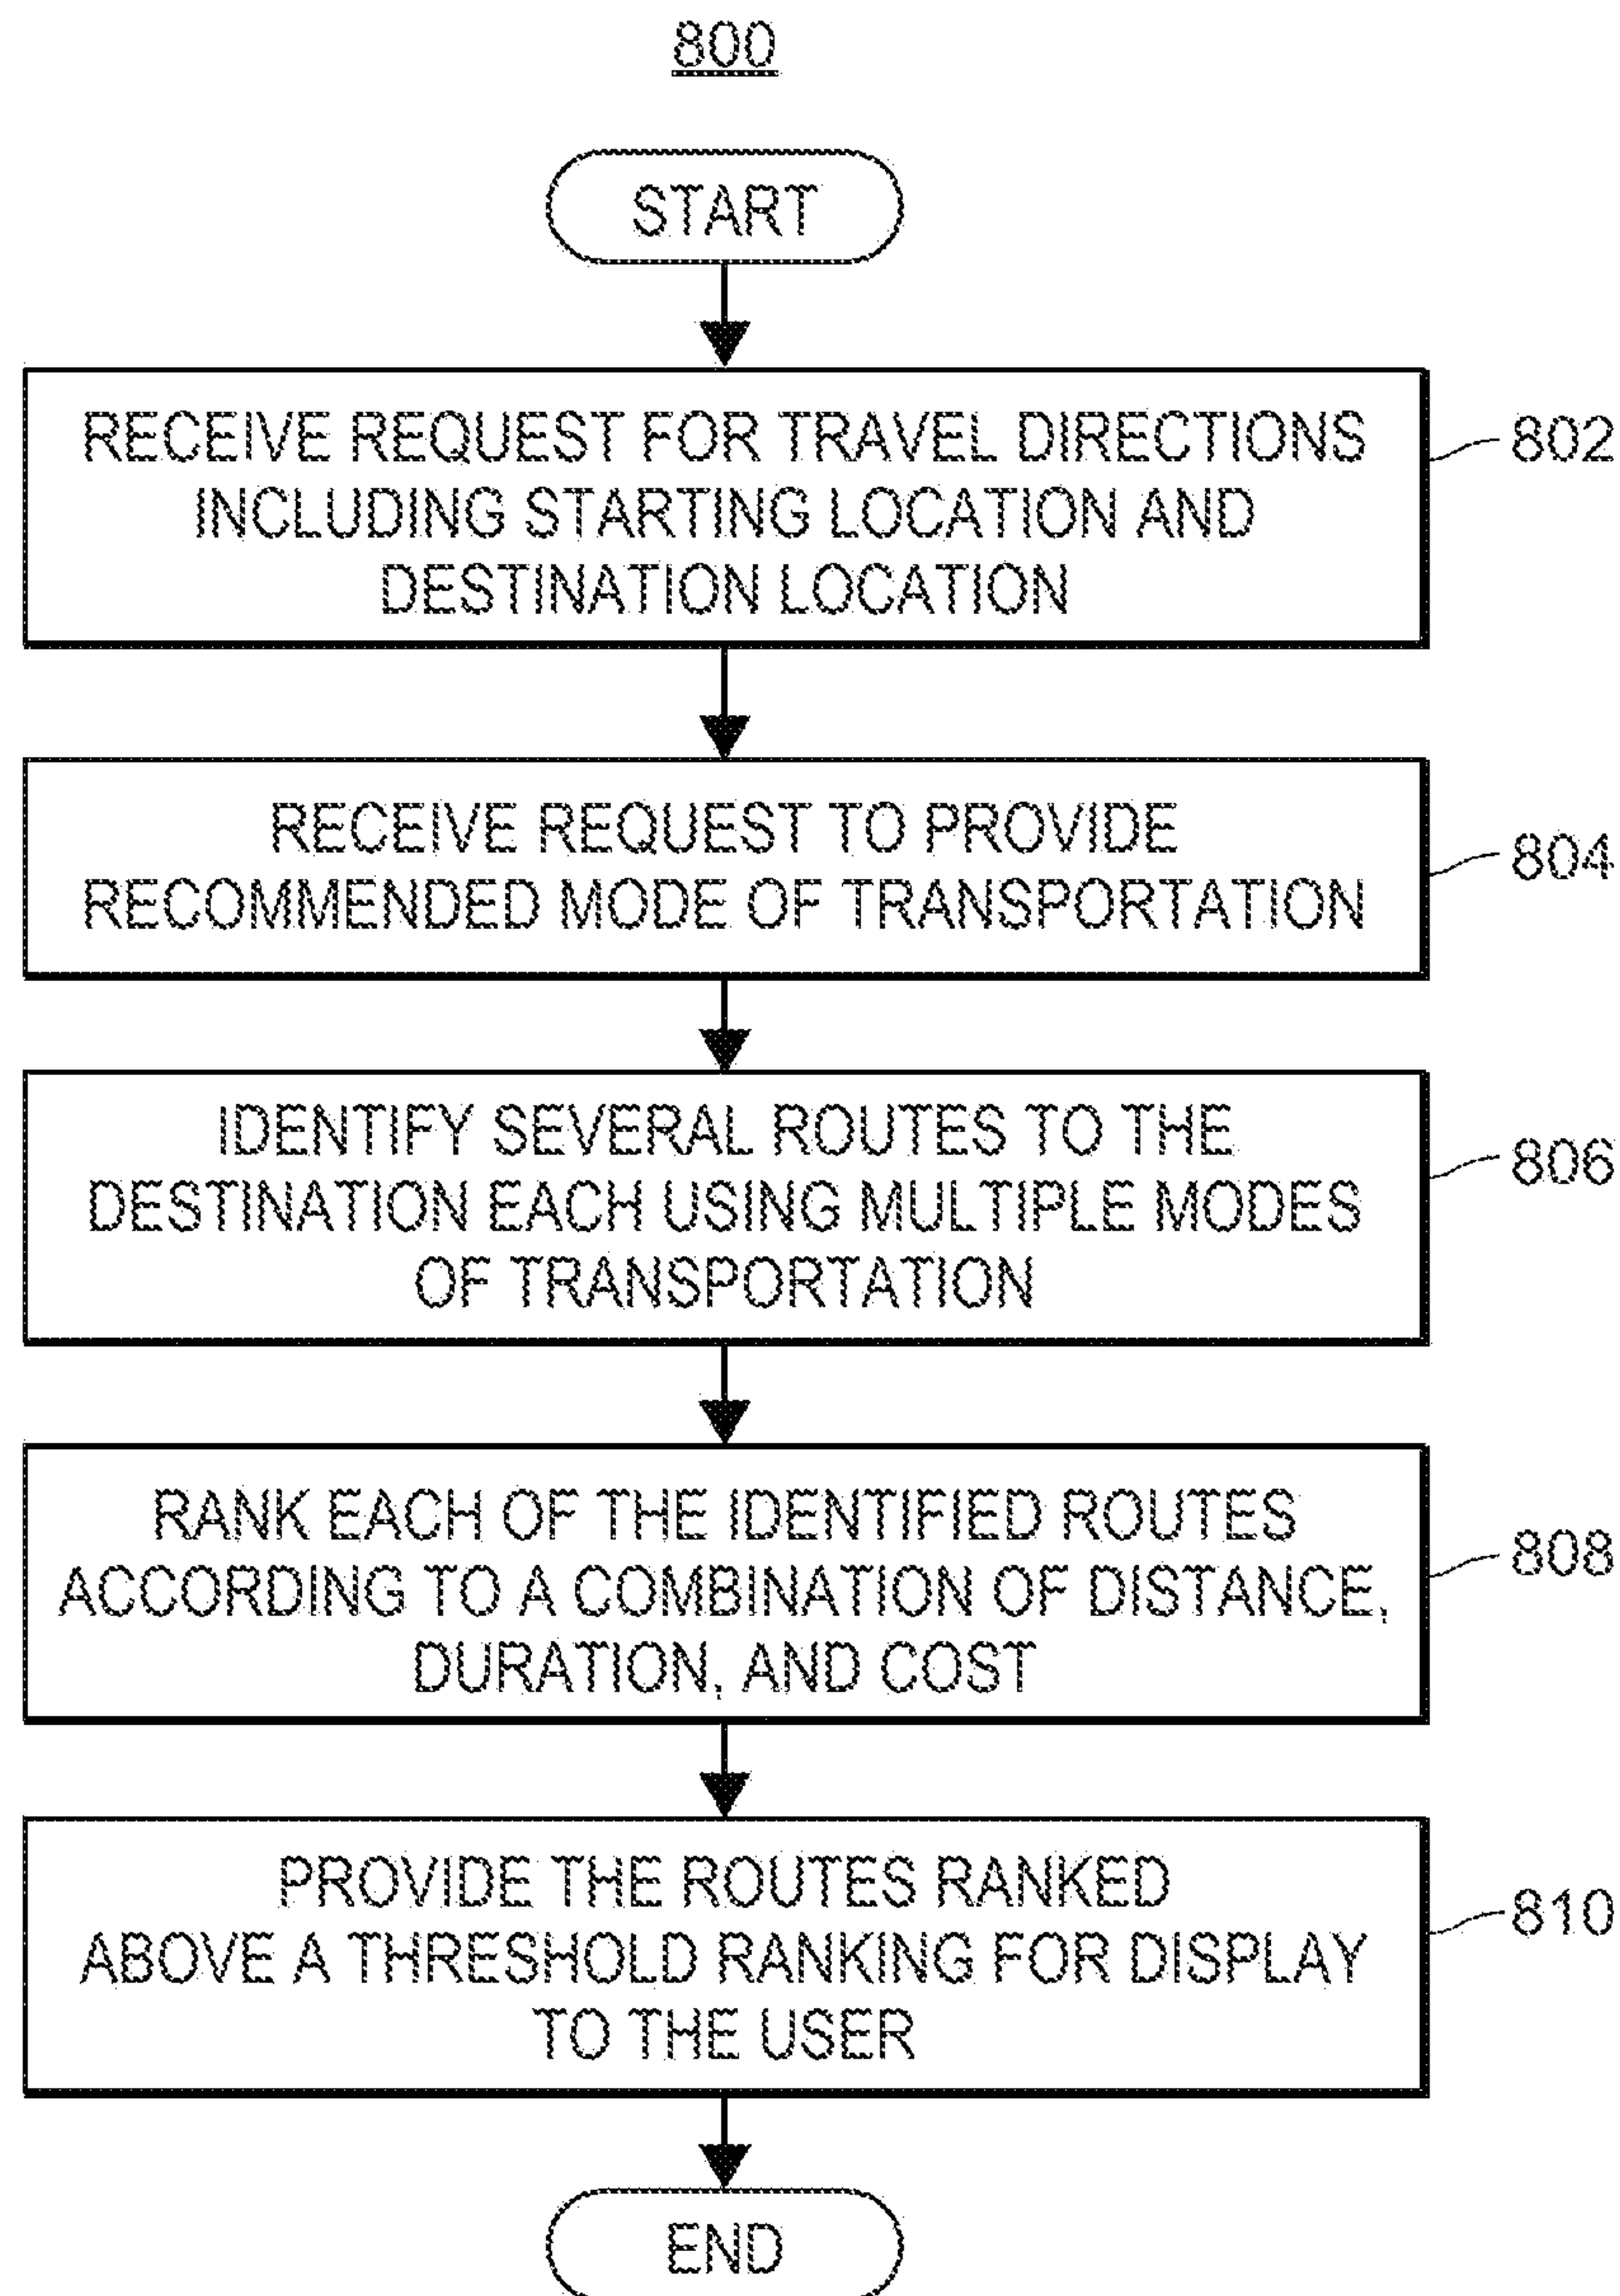 800
START
RECEIVE REQUEST FOR TRAVEL DIRECTIONS
INCLUDING STARTING LOCATION AND
DESTINATION LOCATION
802
RECEIVE REQUEST TO PROVIDE
RECOMMENDED MODE OF TRANSPORTATION
804
IDENTIFY SEVERAL ROUTES TO THE
DESTINATION EACH USING MULTIPLE MODES
OF TRANSPORTATION
806
RANK EACH OF THE IDENTIFIED ROUTES
ACCORDING TO A COMBINATION OF DISTANCE,
DURATION, AND COST
808
PROVIDE THE ROUTES RANKED
ABOVE A THRESHOLD RANKING FOR DISPLAY
TO THE USER
810
END